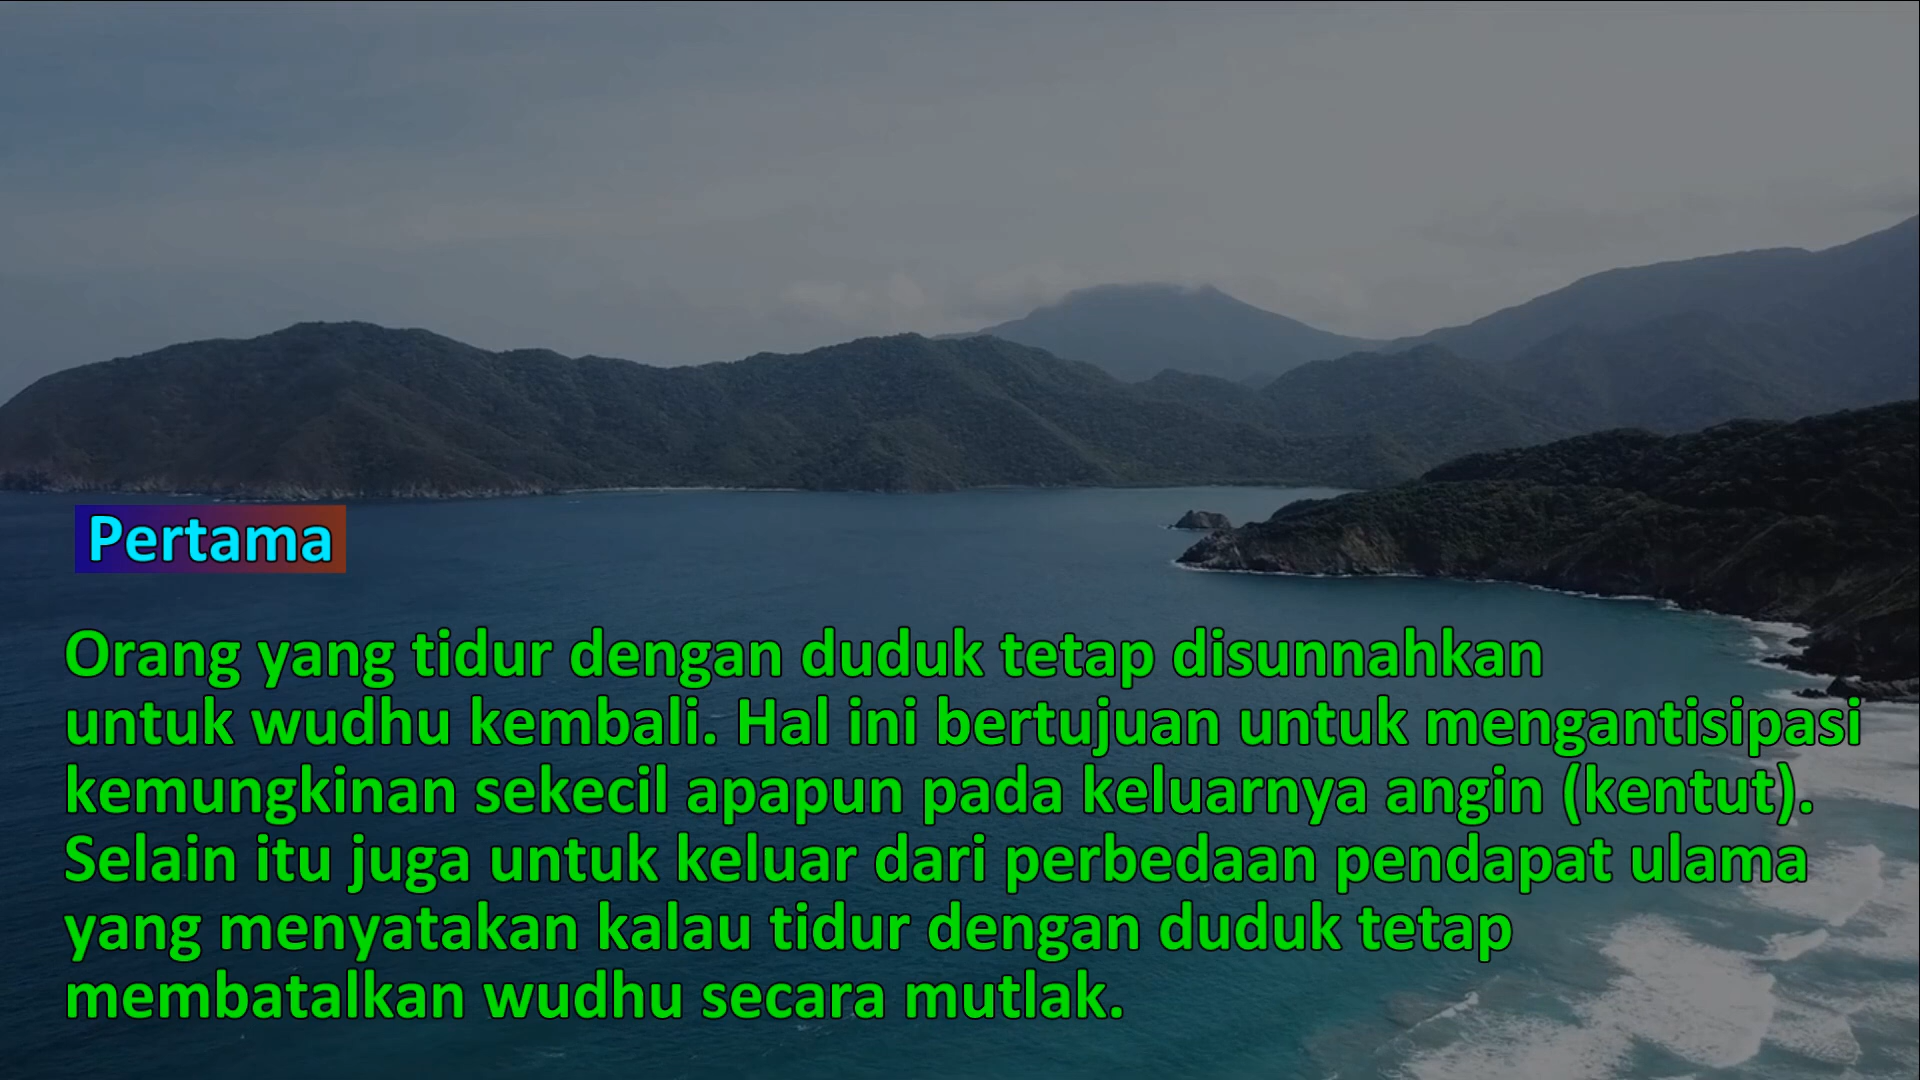 Pertama
Orang yang tidur dengan duduk tetap disunnahkan
untuk wudhu kembali. Hal ini bertujuan untuk mengantisipasi
kemungkinan sekecil apapun pada keluarnya angin (kentut).
Selain itu juga untuk keluar dari perbedaan pendapat ulama
yang menyatakan kalau tidur dengan duduk tetap
membatalkan wudhu secara mutlak.